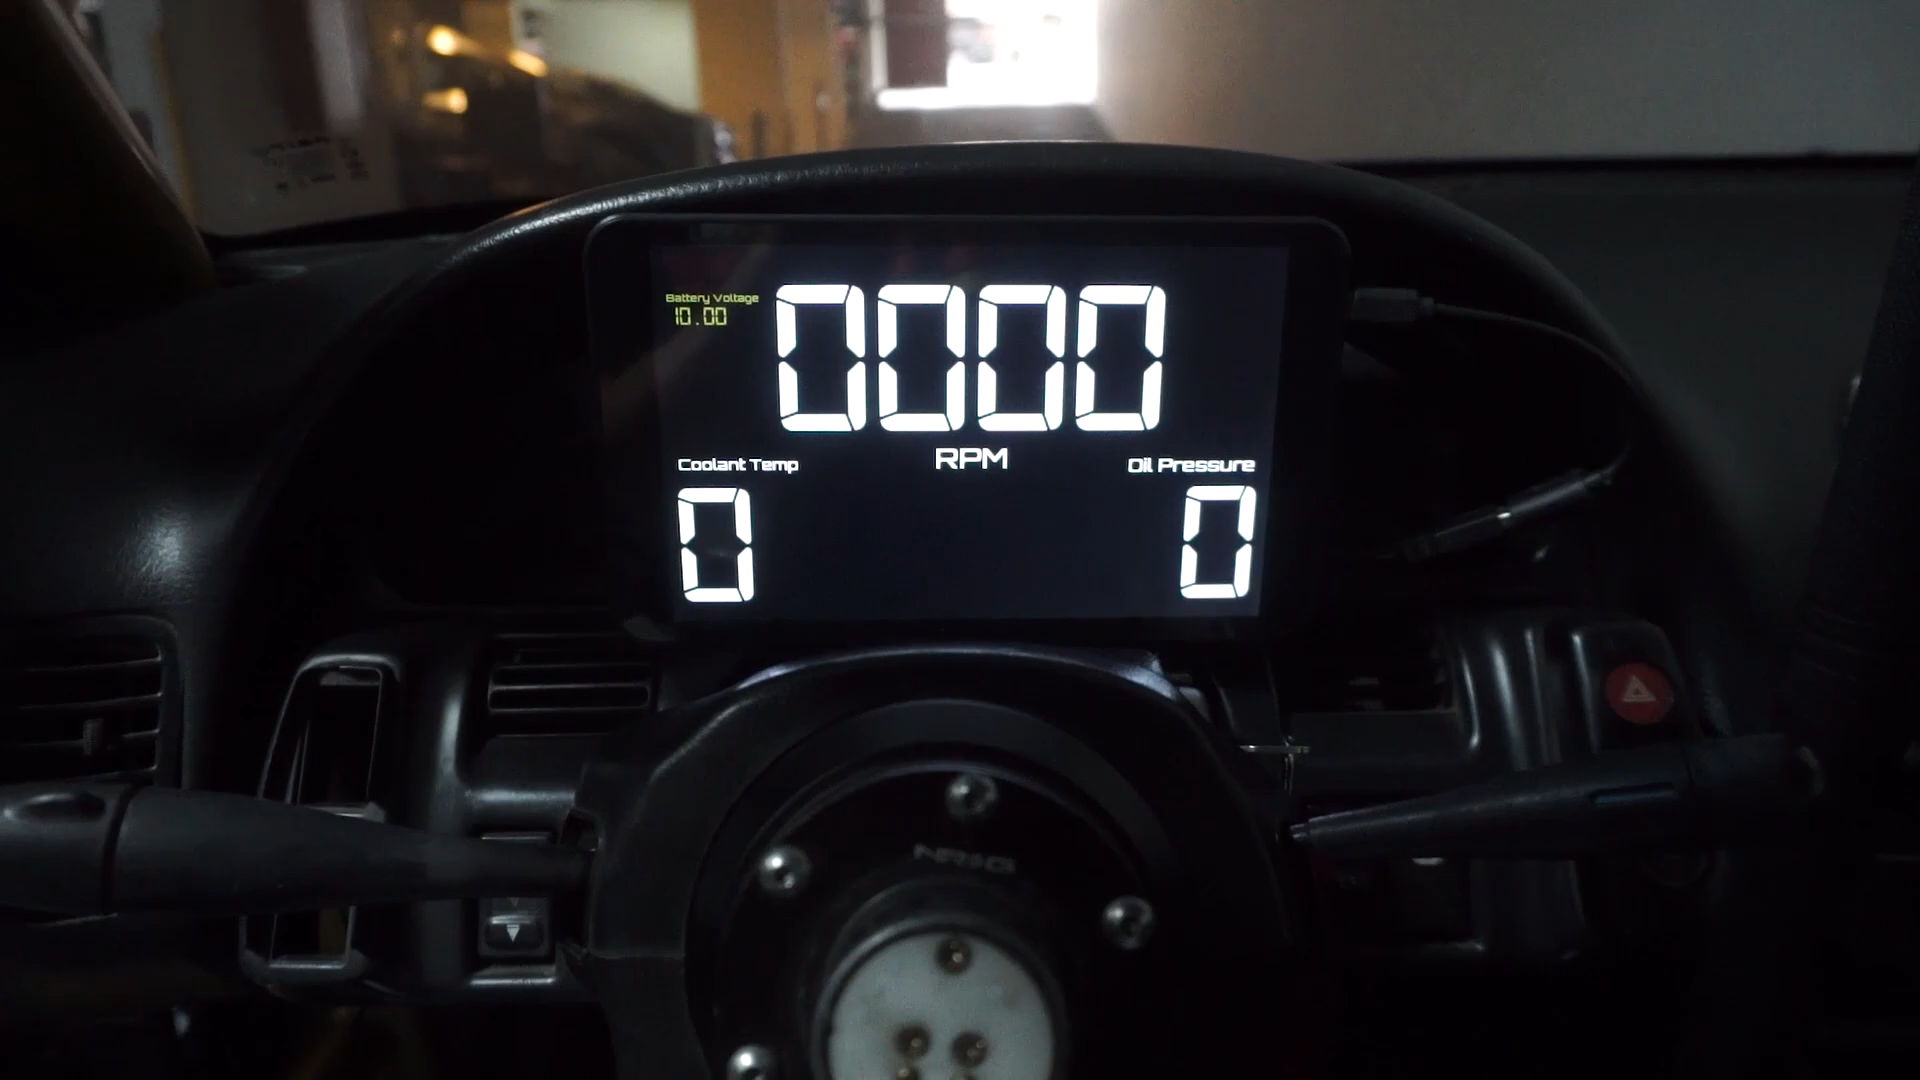 Battery Voltage
10.00
0000
RPM
Coolant Temp
Oil Pressure
0
0
NRG